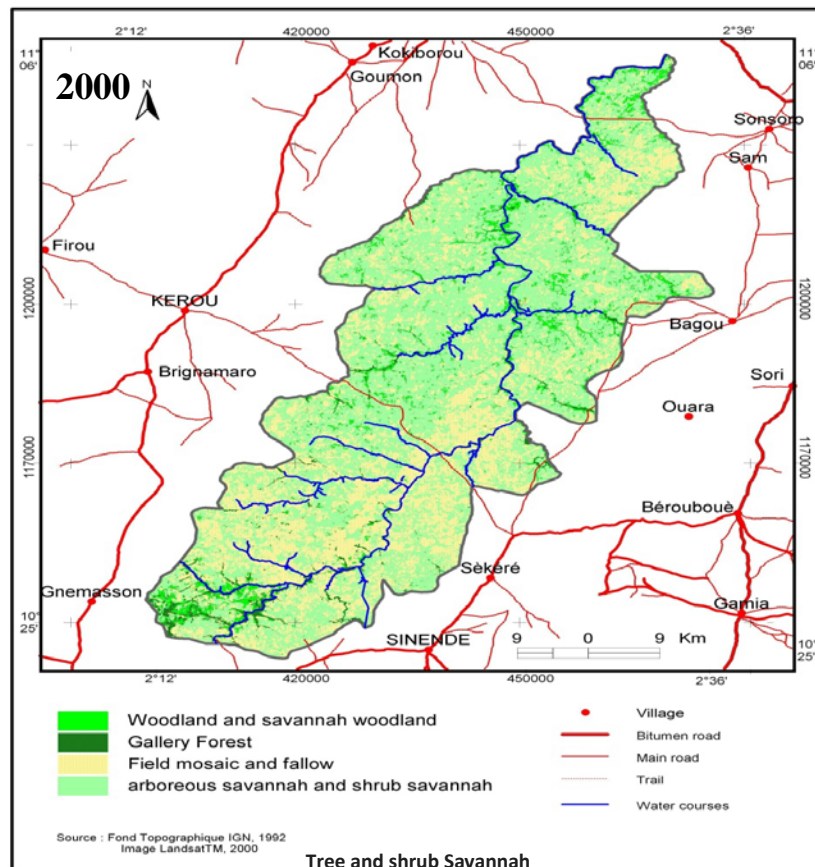 2°12' 420000 450000 2°36'
11° 06'
11° 06'
2000
N
Kokiborou
Goumon
Sonsoro
Sam
Firou
1200000
1200000
KEROU
Bagou
Brignamaro
Sori
Ouara
1170000
1170000
Bérouboue�barè
Sèkéré
Gnemasson
Gamia
SINENDE
9 0 9 Km
10° 25'
10° 25'
2°12' 420000 450000 2°36'
Woodland and savannah woodland
Gallery Forest
Field mosaic and fallow
arboreous savannah and shrub savannah
Village
Bitumen road
Main road
Trail
Water courses
Source : Fond Topographique IGN, 1992
Image LandsatTM, 2000
Tree and shrub Savannah